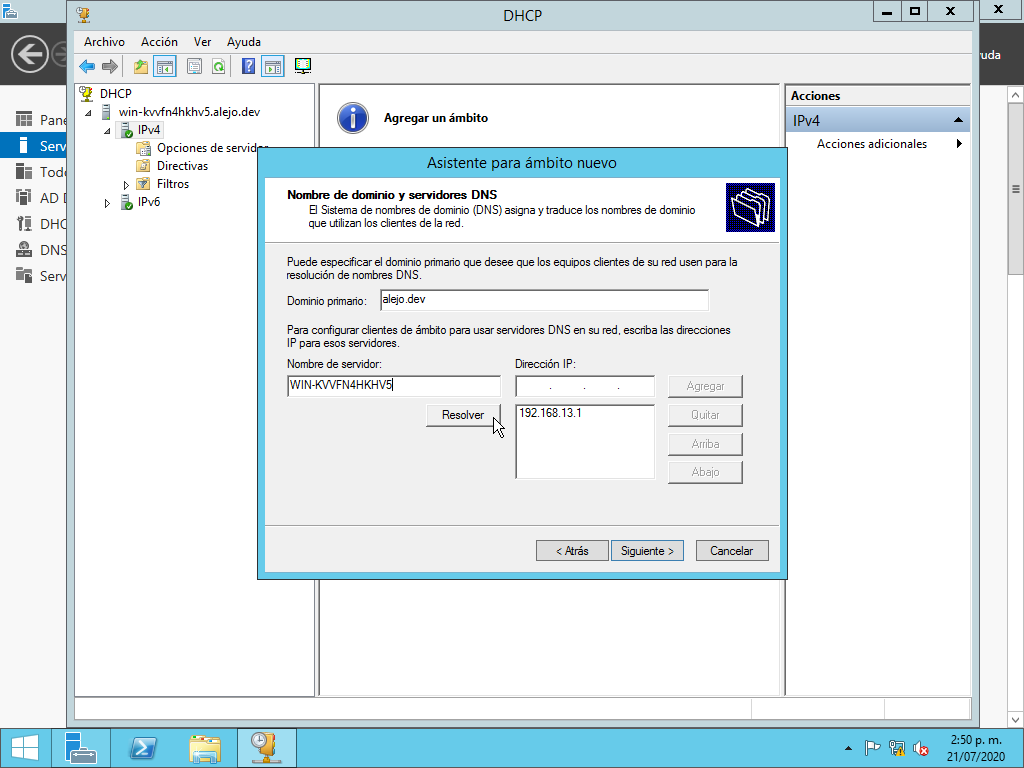 DHCP
Archivo Acción Ver Ayuda
DHCP
win-kvvfn4hkhv5.alejo.dev
IPv4
Opciones de servidor
Directivas
Filtros
IPv6
Agregar un ámbito
Acciones
IPv4
Acciones adicionales
Asistente para ámbito nuevo
Nombre de dominio y servidores DNS
El Sistema de nombres de dominio (DNS) asigna y traduce los nombres de dominio
que utilizan los clientes de la red.
Puede especificar el dominio primario que desee que los equipos clientes de su red usen para la
resolución de nombres DNS.
Dominio primario: alejo.dev
Para configurar clientes de ámbito para usar servidores DNS en su red, escriba las direcciones
IP para esos servidores.
Nombre de servidor: Dirección IP:
WIN-KVVFN4HKHV5 . . . Agregar
Resolver 192.168.13.1 Quitar
Arriba
Abajo
< Atrás Siguiente > Cancelar
Pane
Serv
Todo
AD D
DHC
DNS
Serv
uda
2:50 p. m.
21/07/2020